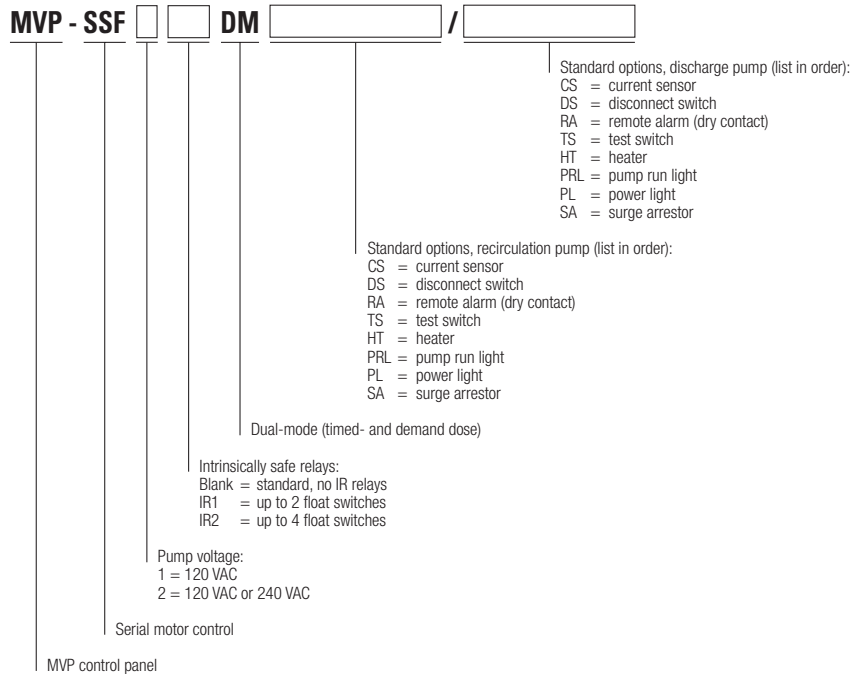 MVP - SSF DM /
Standard options, discharge pump (list in order):
CS = current sensor
DS = disconnect switch
RA = remote alarm (dry contact)
TS = test switch
HT = heater
PRL = pump run light
PL = power light
SA = surge arrestor
Standard options, recirculation pump (list in order):
CS = current sensor
DS = disconnect switch
RA = remote alarm (dry contact)
TS = test switch
HT = heater
PRL = pump run light
PL = power light
SA = surge arrestor
Dual-mode (timed- and demand dose)
Intrinsically safe relays:
Blank = standard, no IR relays
IR1 = up to 2 float switches
IR2 = up to 4 float switches
Pump voltage:
1 = 120 VAC
2 = 120 VAC or 240 VAC
Serial motor control
MVP control panel